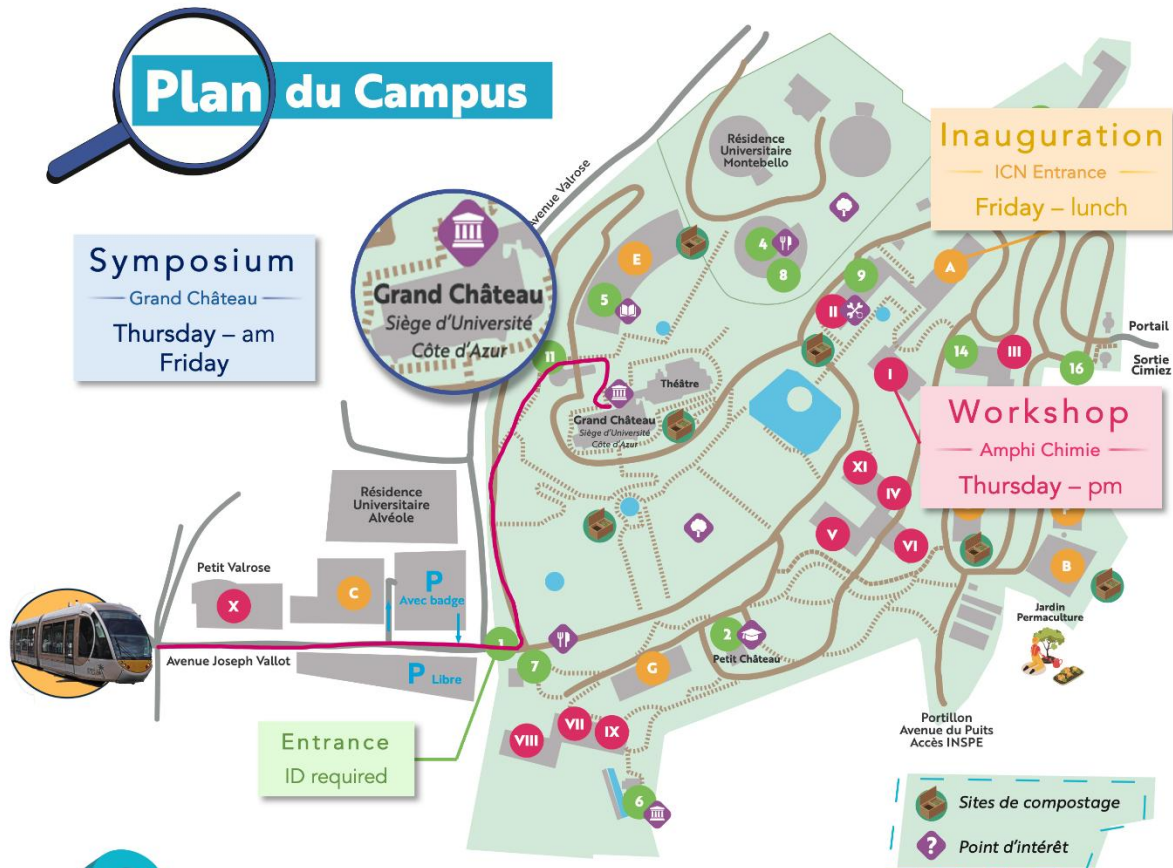 Plan du Campus
Avenue Valrose
Résidence
Universitaire
Montebello
Inauguration
ICN Entrance
Friday – lunch
Symposium
Grand Château
Thursday – am
Friday
Grand Château
Siège d'Université
Côte d'Azur
E
5
4
8
9
A
II
11
14
III
16
Portail
Sortie
Cimiez
I
Théâtre
Grand Château
Siège d'Université
Côte d'Azur
Workshop
Amphi Chimie
Thursday – pm
XI
IV
V
VI
B
Résidence
Universitaire
Alvéole
Petit Valrose
X
C
P
Avec badge
Avenue Joseph Vallot
P Libre
1
7
2
Petit Château
G
Jardin
Permaculture
Portillon
Avenue du Puits
Accès INSPE
Entrance
ID required
VIII
VII
IX
6
Sites de compostage
?
Point d'intérêt